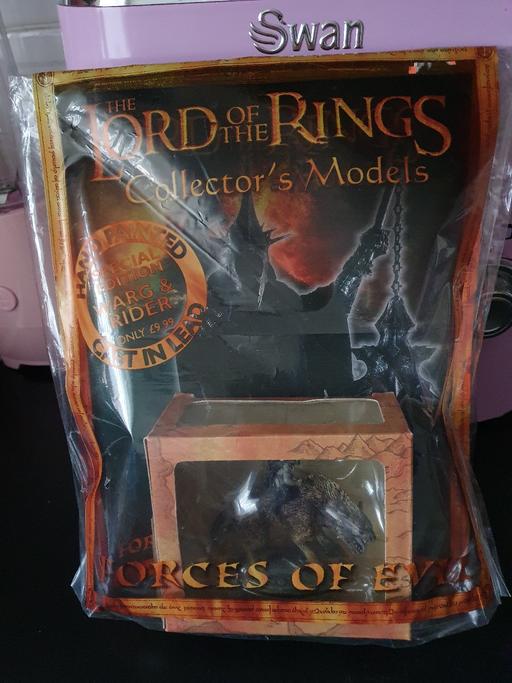 Swan
THE
LORD OF THE RINGS
Collector's Models
HAND PAINTED
SPECIAL
EDITION
WARG &
RIDER
ONLY £9.99
CAST IN LEAD
FOR
FORCES OF EVIL